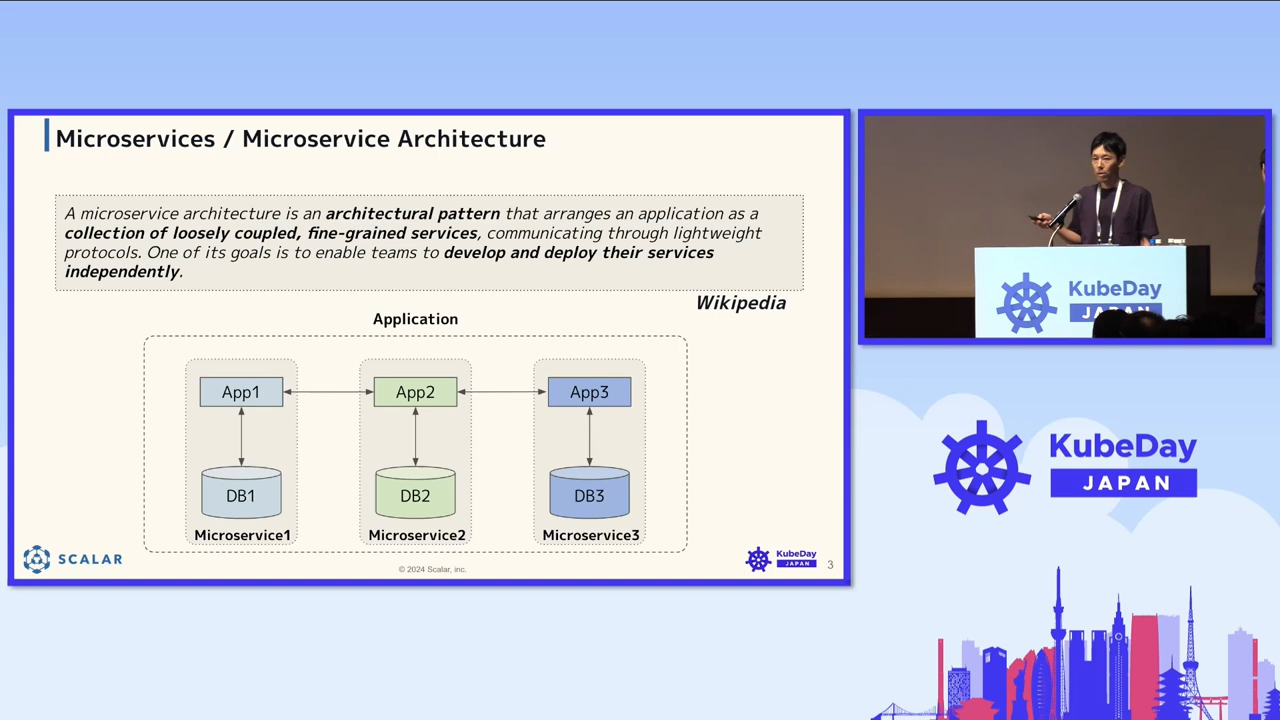 Microservices / Microservice Architecture
A microservice architecture is an architectural pattern that arranges an application as a
collection of loosely coupled, fine-grained services, communicating through lightweight
protocols. One of its goals is to enable teams to develop and deploy their services
independently.
Wikipedia
Application
App1
App2
App3
DB1
DB2
DB3
Microservice1
Microservice2
Microservice3
SCALAR
© 2024 Scalar, inc.
KubeDay
JAPAN
3
KubeDay
JAPAN
KubeDay
JAPAN